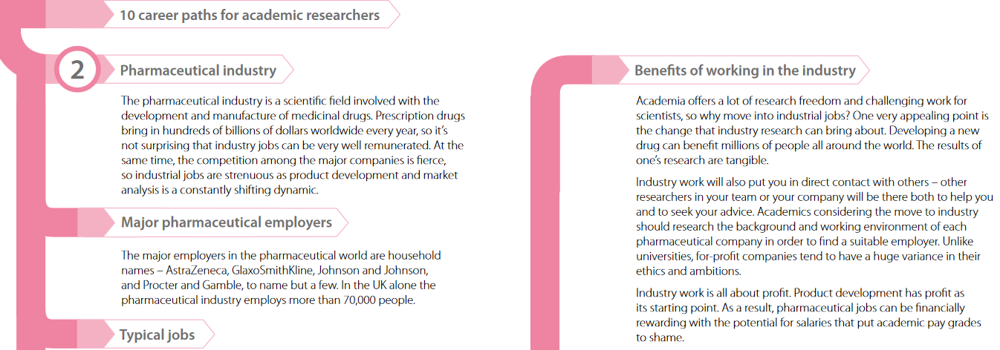 10 career paths for academic researchers
2
Pharmaceutical industry
The pharmaceutical industry is a scientific field involved with the
development and manufacture of medicinal drugs. Prescription drugs
bring in hundreds of billions of dollars worldwide every year, so it's
not surprising that industry jobs can be very well remunerated. At the
same time, the competition among the major companies is fierce,
so industrial jobs are strenuous as product development and market
analysis is a constantly shifting dynamic.
Major pharmaceutical employers
The major employers in the pharmaceutical world are household
names – AstraZeneca, GlaxoSmithKline, Johnson and Johnson,
and Procter and Gamble, to name but a few. In the UK alone the
pharmaceutical industry employs more than 70,000 people.
Typical jobs
Benefits of working in the industry
Academia offers a lot of research freedom and challenging work for
scientists, so why move into industrial jobs? One very appealing point is
the change that industry research can bring about. Developing a new
drug can benefit millions of people all around the world. The results of
one's research are tangible.
Industry work will also put you in direct contact with others – other
researchers in your team or your company will be there both to help you
and to seek your advice. Academics considering the move to industry
should research the background and working environment of each
pharmaceutical company in order to find a suitable employer. Unlike
universities, for-profit companies tend to have a huge variance in their
ethics and ambitions.
Industry work is all about profit. Product development has profit as
its starting point. As a result, pharmaceutical jobs can be financially
rewarding with the potential for salaries that put academic pay grades
to shame.